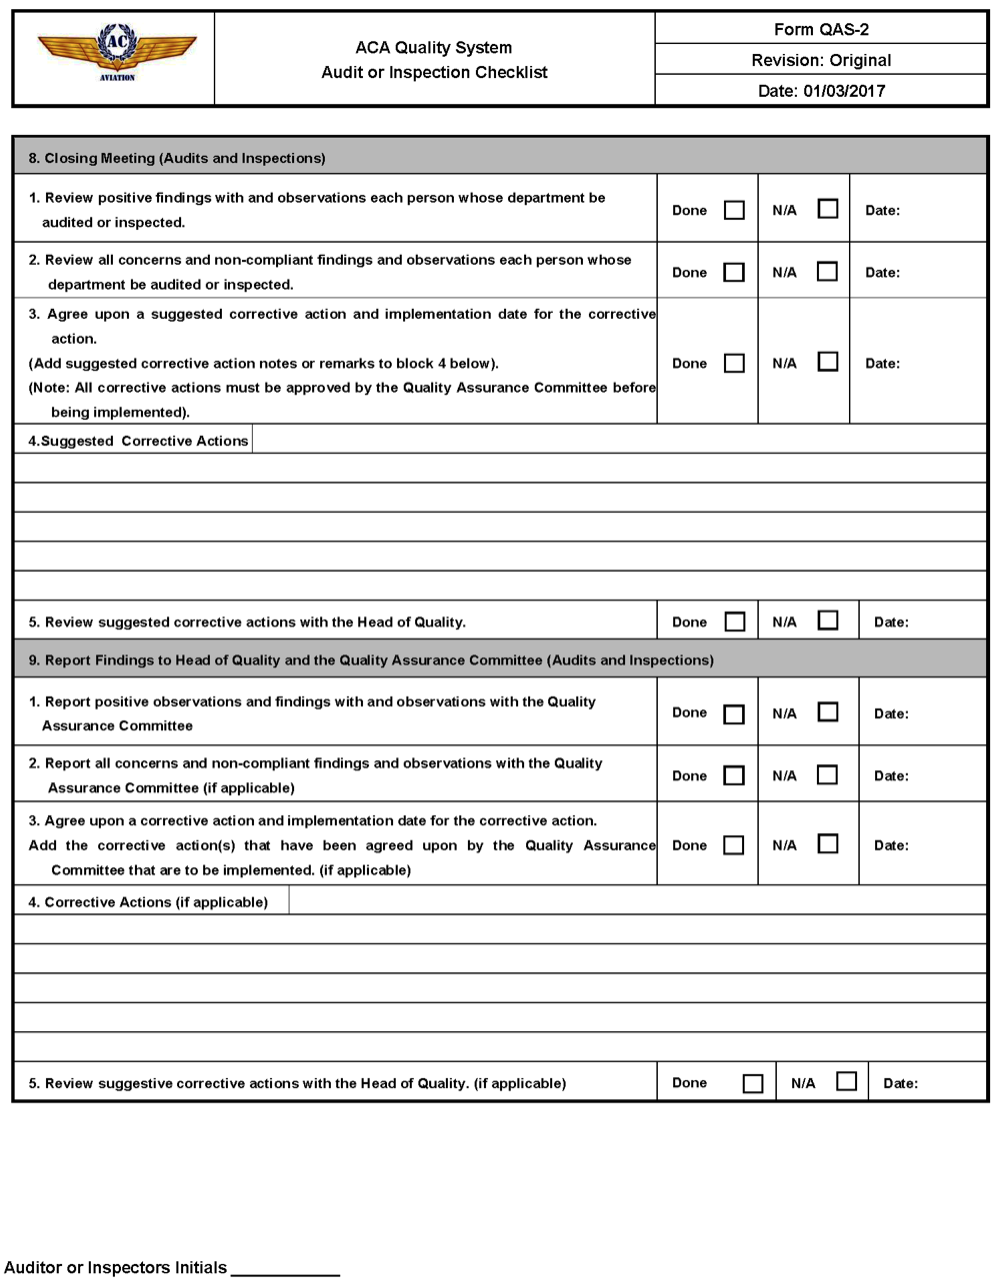 AC
AVIATION
ACA Quality System
Audit or Inspection Checklist
Form QAS-2
Revision: Original
Date: 01/03/2017
8. Closing Meeting (Audits and Inspections)
1. Review positive findings with and observations each person whose department be
audited or inspected.
Done N/A Date:
2. Review all concerns and non-compliant findings and observations each person whose
department be audited or inspected.
Done N/A Date:
3. Agree upon a suggested corrective action and implementation date for the corrective
action.
(Add suggested corrective action notes or remarks to block 4 below).
(Note: All corrective actions must be approved by the Quality Assurance Committee before
being implemented).
Done N/A Date:
4.Suggested Corrective Actions
5. Review suggested corrective actions with the Head of Quality. Done N/A Date:
9. Report Findings to Head of Quality and the Quality Assurance Committee (Audits and Inspections)
1. Report positive observations and findings with and observations with the Quality
Assurance Committee
Done N/A Date:
2. Report all concerns and non-compliant findings and observations with the Quality
Assurance Committee (if applicable)
Done N/A Date:
3. Agree upon a corrective action and implementation date for the corrective action.
Add the corrective action(s) that have been agreed upon by the Quality Assurance
Committee that are to be implemented. (if applicable)
Done N/A Date:
4. Corrective Actions (if applicable)
5. Review suggestive corrective actions with the Head of Quality. (if applicable) Done N/A Date:
Auditor or Inspectors Initials ____________